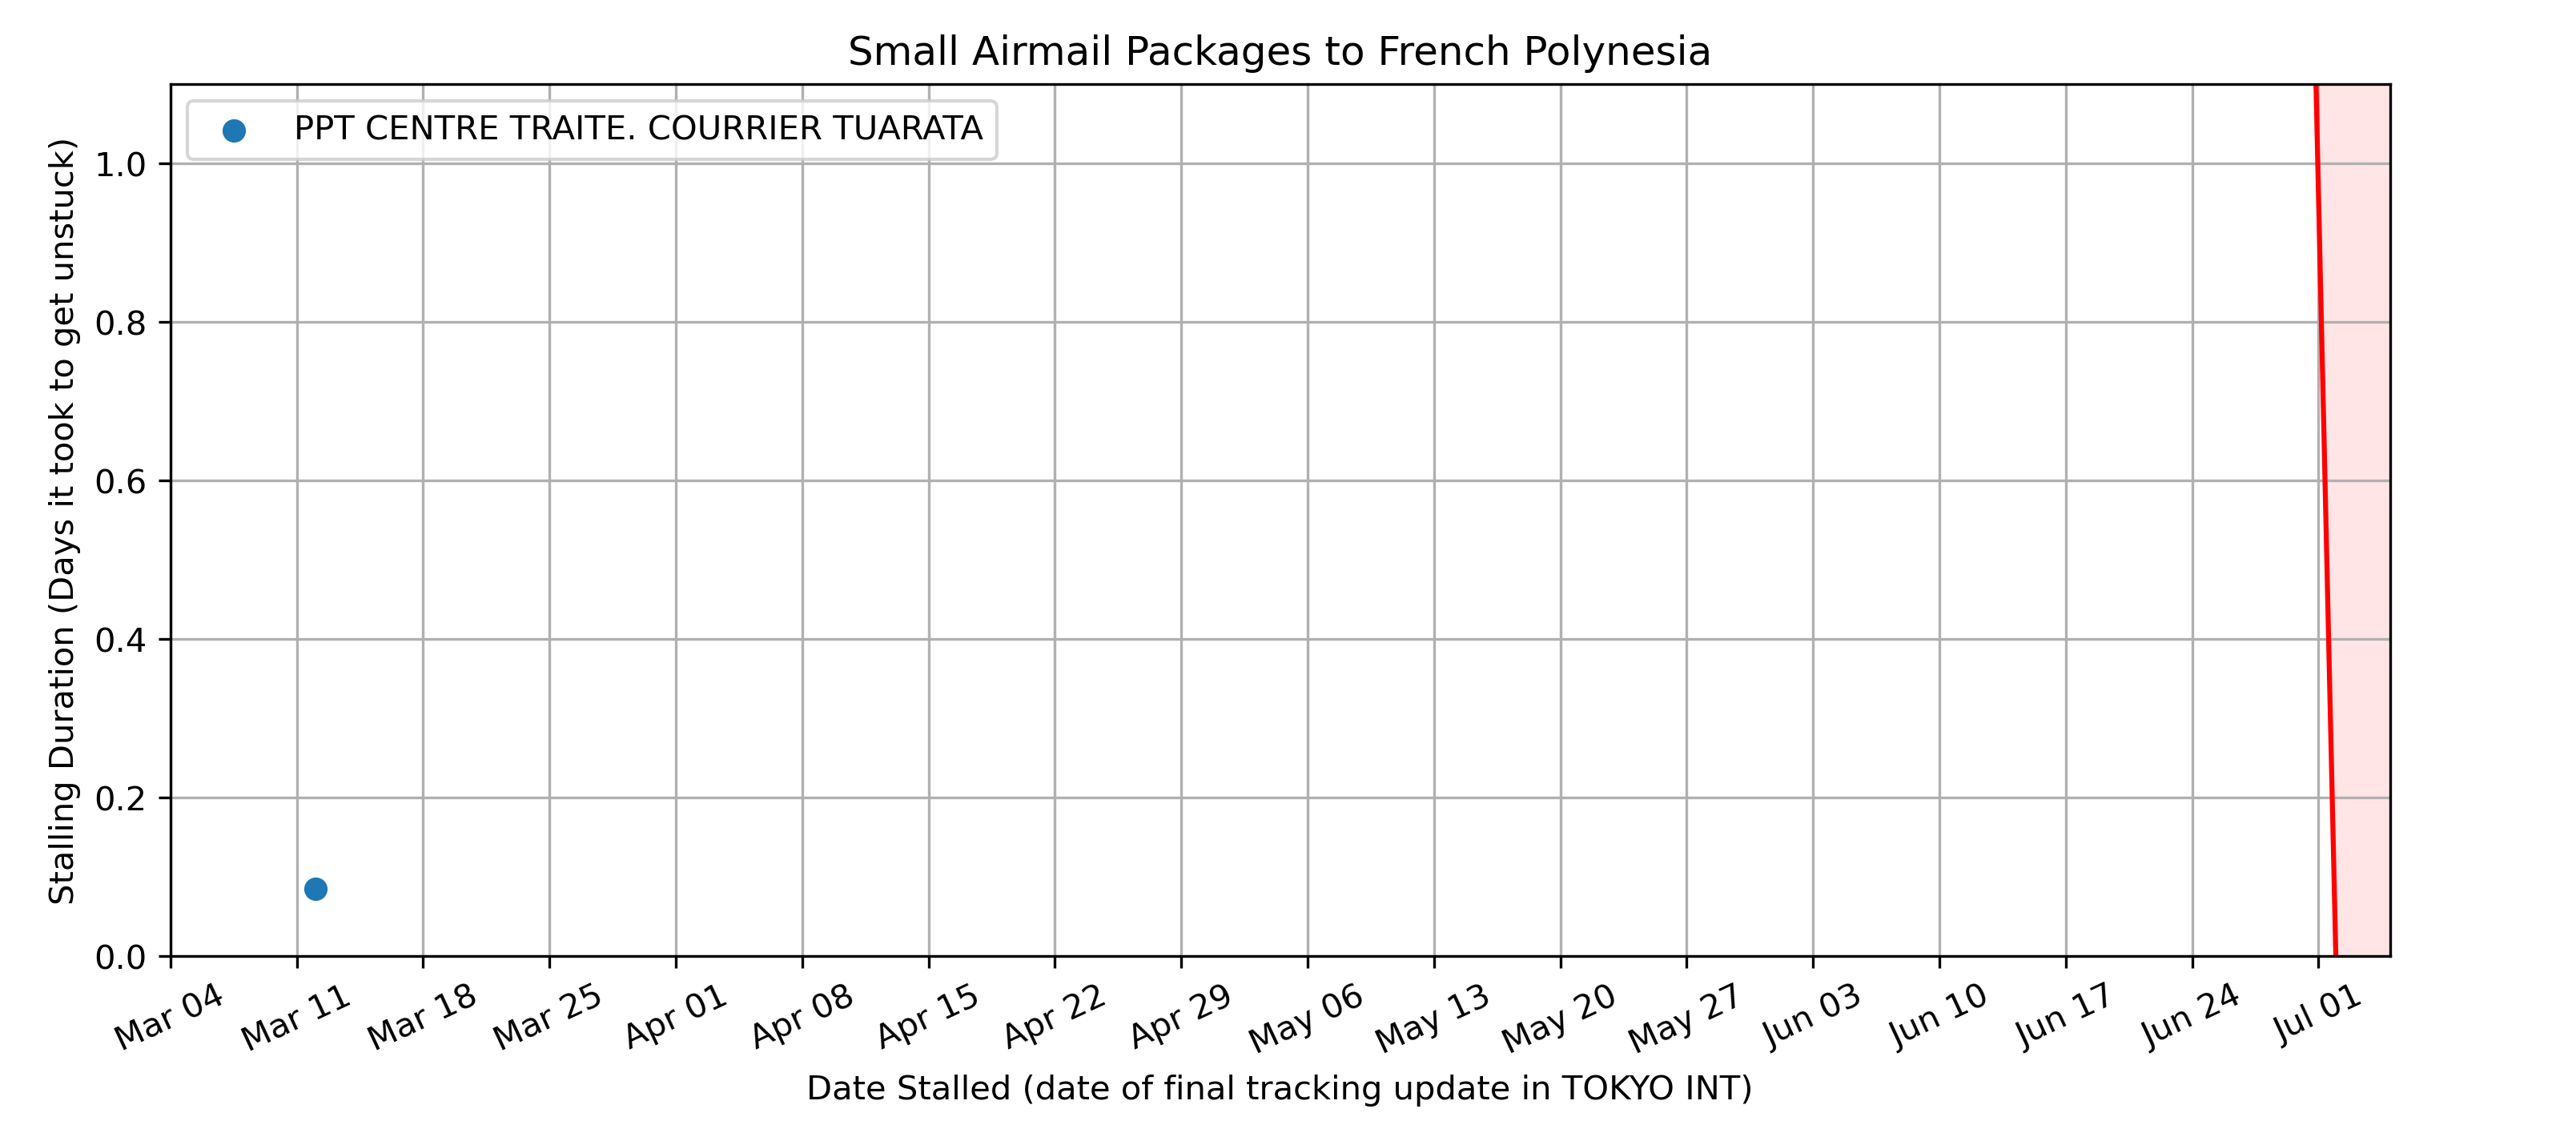 Small Airmail Packages to French Polynesia
PPT CENTRE TRAITE. COURRIER TUARATA
Stalling Duration (Days it took to get unstuck)
1.0
0.8
0.6
0.4
0.2
0.0
Mar 04 Mar 11 Mar 18 Mar 25 Apr 01 Apr 08 Apr 15 Apr 22 Apr 29 May 06 May 13 May 20 May 27 Jun 03 Jun 10 Jun 17 Jun 24 Jul 01
Date Stalled (date of final tracking update in TOKYO INT)